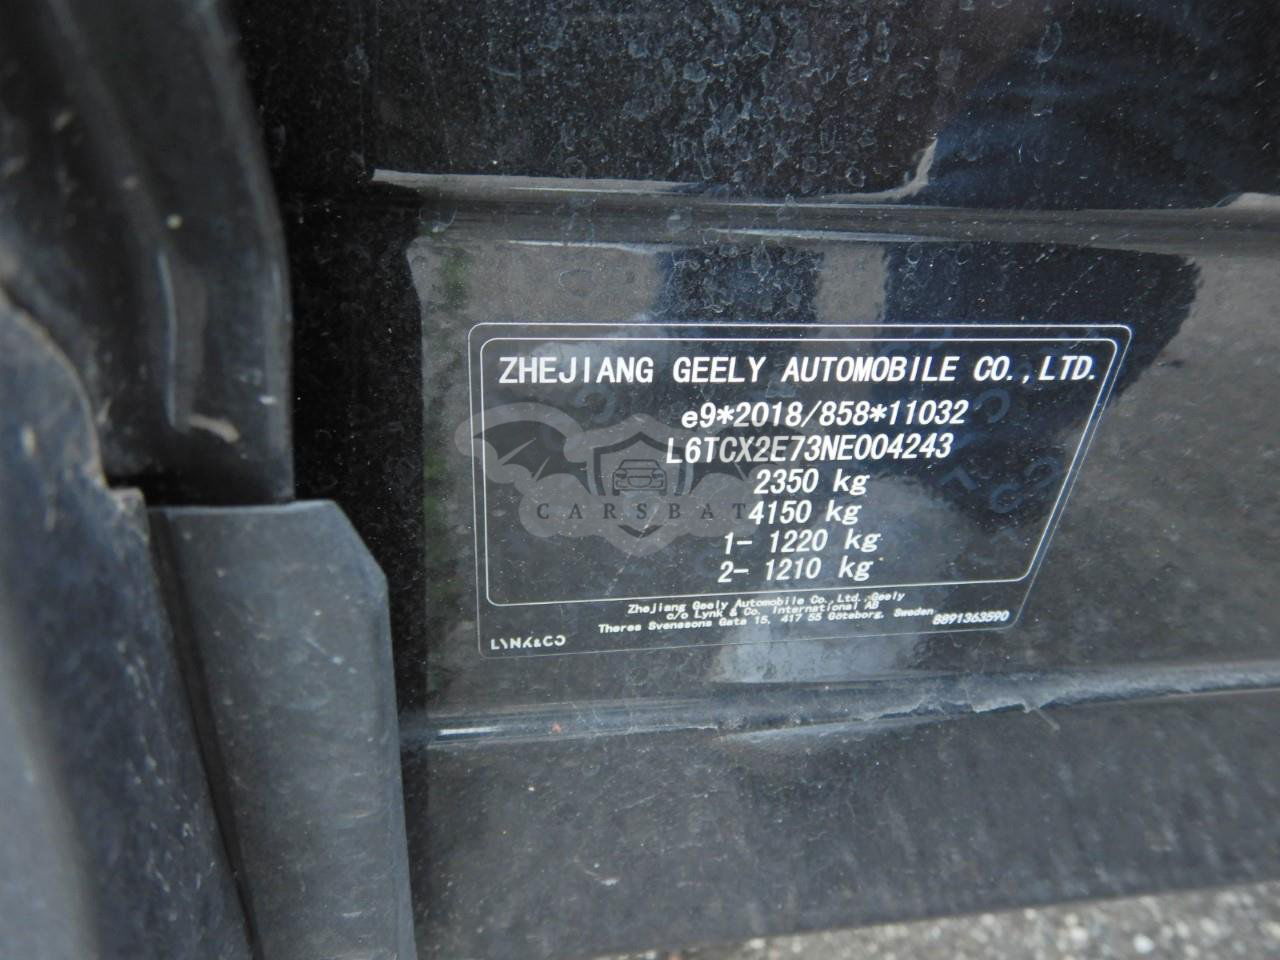 ZHEJIANG GEELY AUTOMOBILE CO.,LTD.
e9*2018/858*11032
L6TCX2E73NE004243
2350 kg
4150 kg
1- 1220 kg
2- 1210 kg
Zhejiang Geely Automobile Co., Ltd., Geely
c/o Lynk & Co. International AB
Theres Svenssons Gata 15, 417 55 Göteborg, Sweden
8891363590
LYNK&CO
CARSBAT